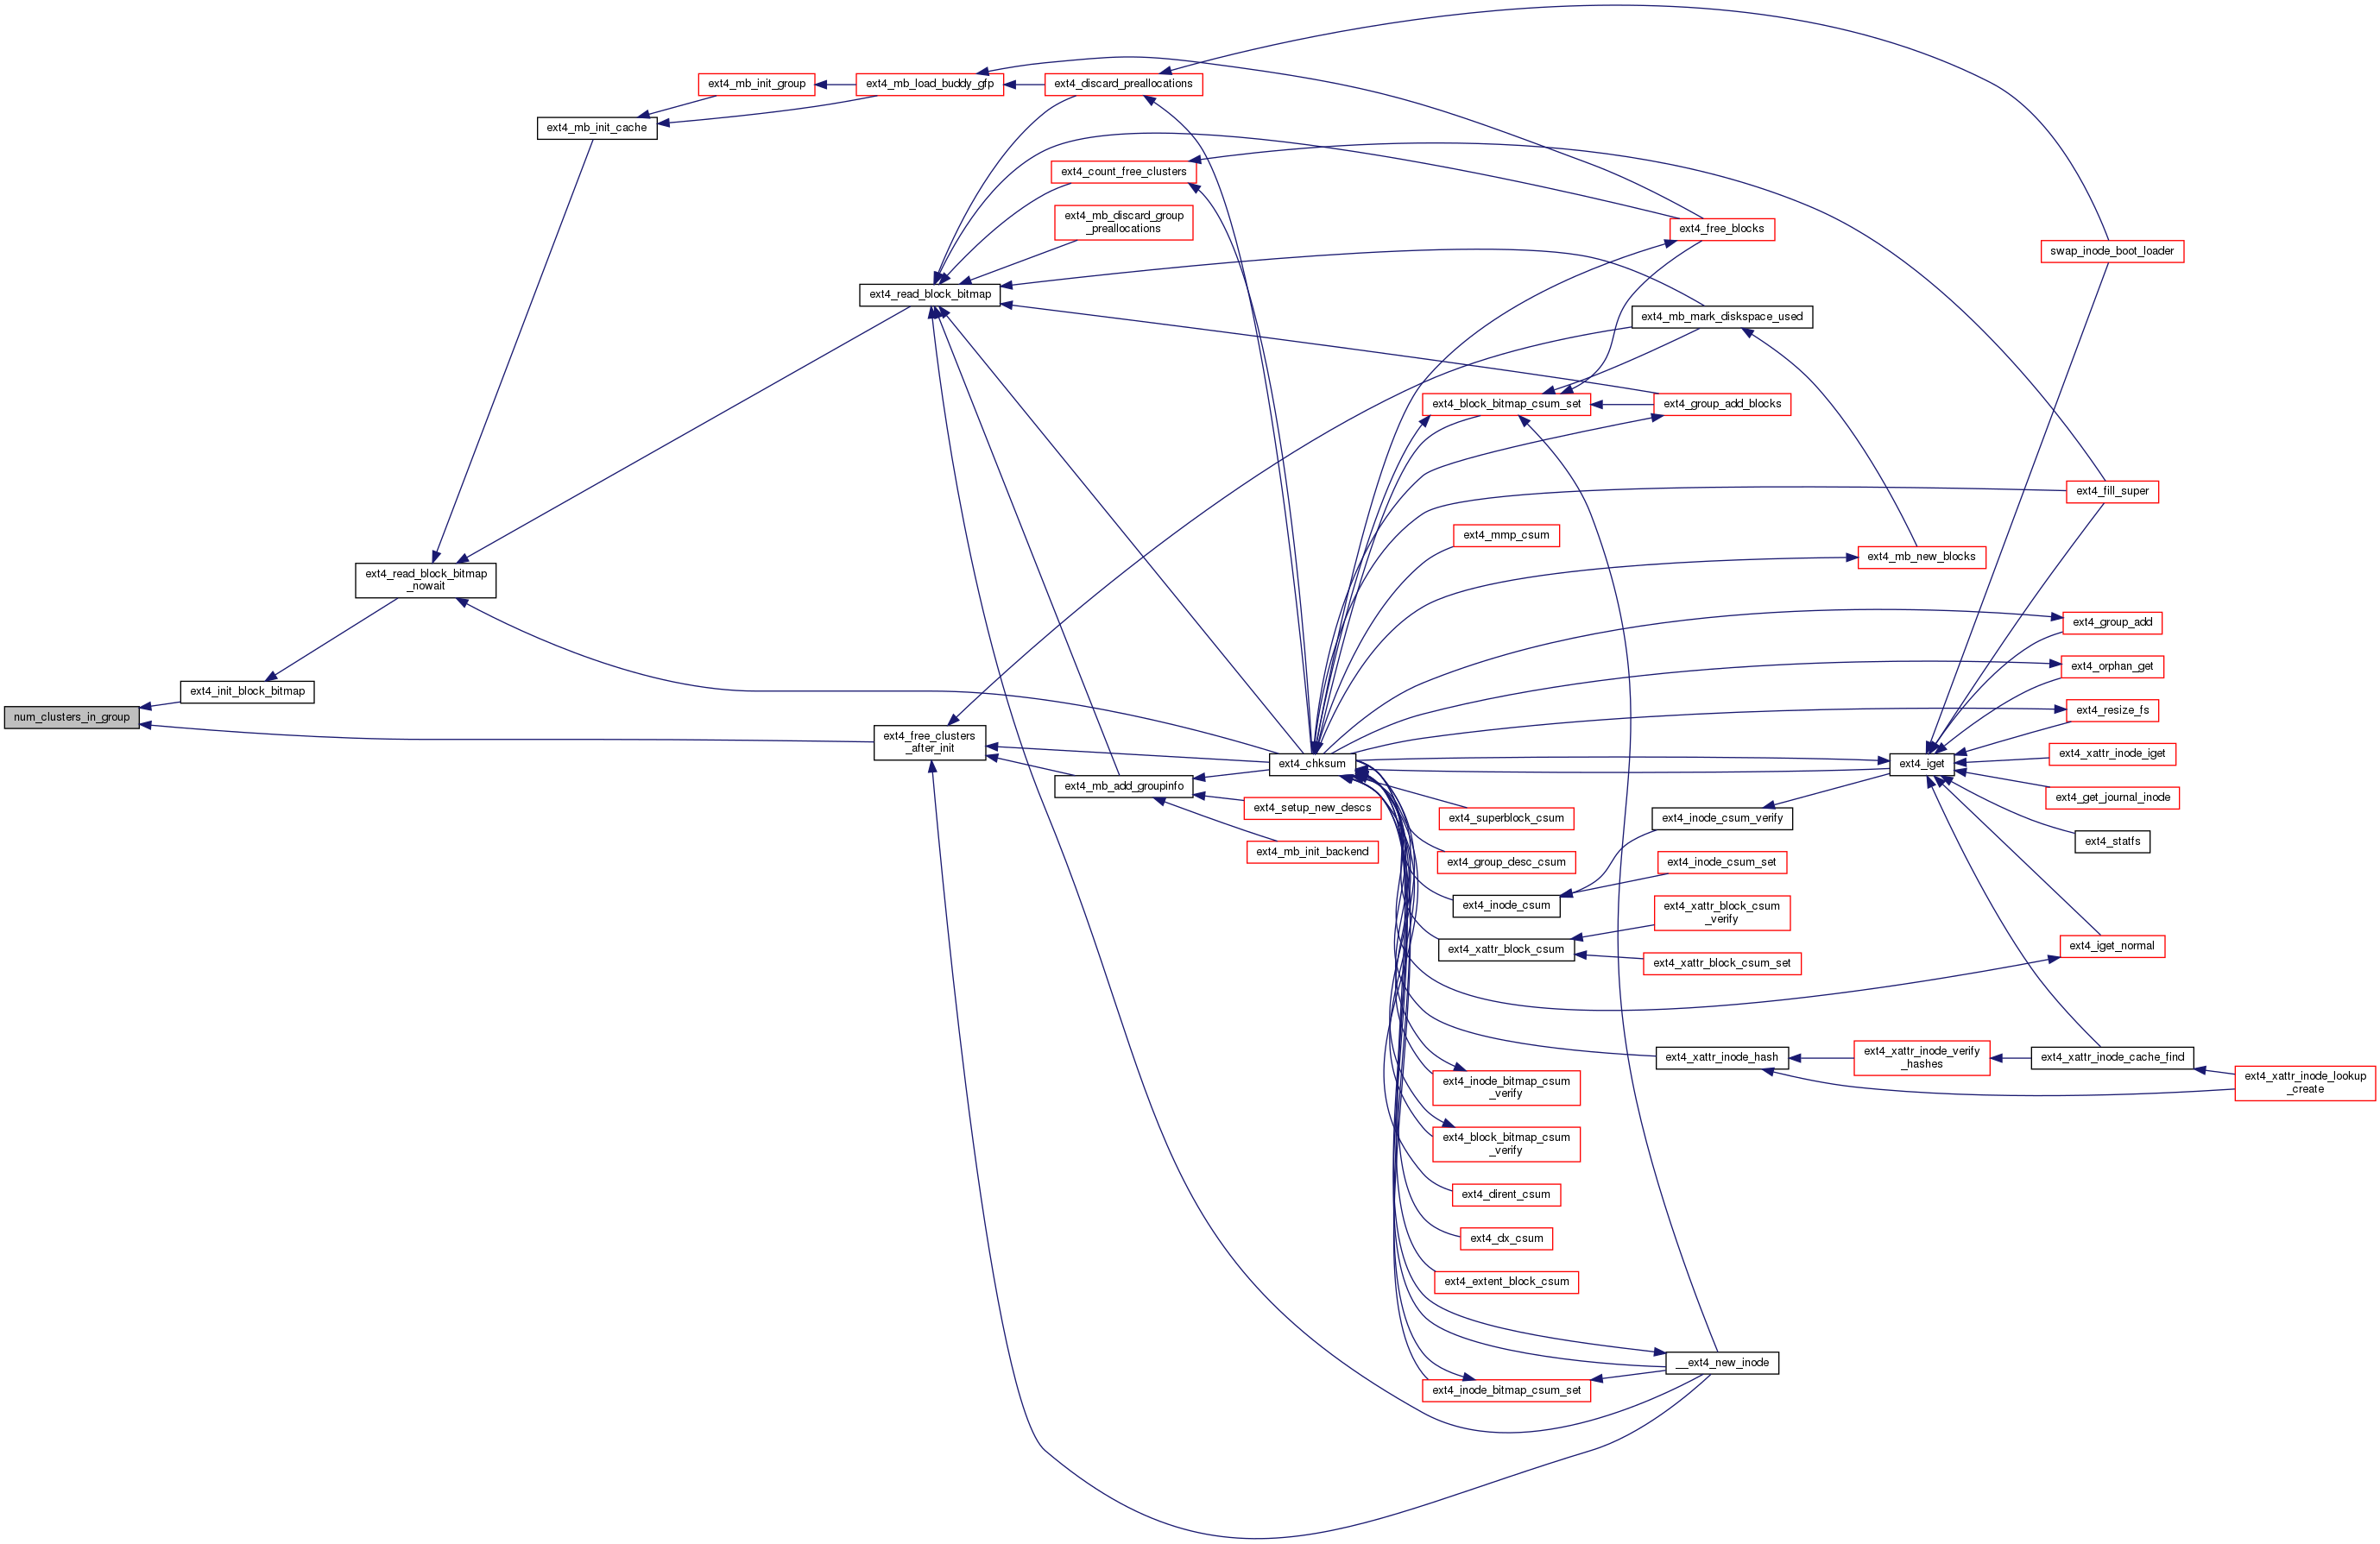 ext4_mb_init_group
ext4_mb_load_buddy_gfp
ext4_discard_preallocations
ext4_mb_init_cache
ext4_count_free_clusters
ext4_mb_discard_group
_preallocations
ext4_free_blocks
swap_inode_boot_loader
ext4_read_block_bitmap
ext4_mb_mark_diskspace_used
ext4_block_bitmap_csum_set
ext4_group_add_blocks
ext4_fill_super
ext4_mmp_csum
ext4_mb_new_blocks
ext4_read_block_bitmap
_nowait
ext4_group_add
ext4_orphan_get
ext4_init_block_bitmap
num_clusters_in_group
ext4_resize_fs
ext4_free_clusters
_after_init
ext4_xattr_inode_iget
ext4_chksum
ext4_iget
ext4_mb_add_groupinfo
ext4_get_journal_inode
ext4_setup_new_descs
ext4_superblock_csum
ext4_inode_csum_verify
ext4_statfs
ext4_mb_init_backend
ext4_group_desc_csum
ext4_inode_csum_set
ext4_inode_csum
ext4_xattr_block_csum
_verify
ext4_xattr_block_csum
ext4_iget_normal
ext4_xattr_block_csum_set
ext4_xattr_inode_hash
ext4_xattr_inode_verify
_hashes
ext4_xattr_inode_cache_find
ext4_xattr_inode_lookup
_create
ext4_inode_bitmap_csum
_verify
ext4_block_bitmap_csum
_verify
ext4_dirent_csum
ext4_dx_csum
ext4_extent_block_csum
__ext4_new_inode
ext4_inode_bitmap_csum_set